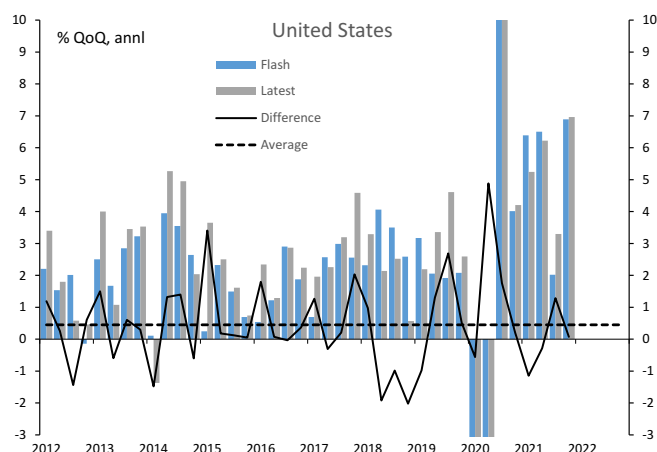 United States
% QoQ, annl
Flash
Latest
Difference
Average
10 10
9 9
8 8
7 7
6 6
5 5
4 4
3 3
2 2
1 1
0 0
-1 -1
-2 -2
-3 -3
2012 2013 2014 2015 2016 2017 2018 2019 2020 2021 2022